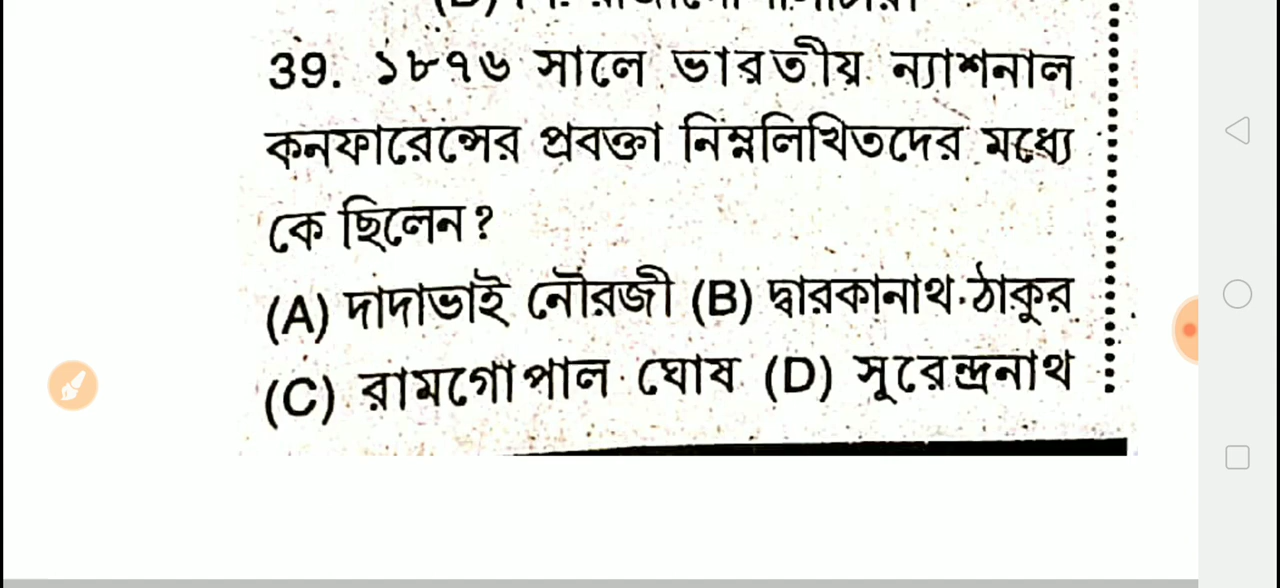 39. ১৮৭৬ সালে ভারতীয় ন্যাশনাল
কনফারেন্সের প্রবক্তা নিম্নলিখিতদের মধ্যে
কে ছিলেন?
(A) দাদাভাই নৌরজী (B) দ্বারকানাথ ঠাকুর
(C) রামগোপাল ঘোষ (D) সুরেন্দ্রনাথ